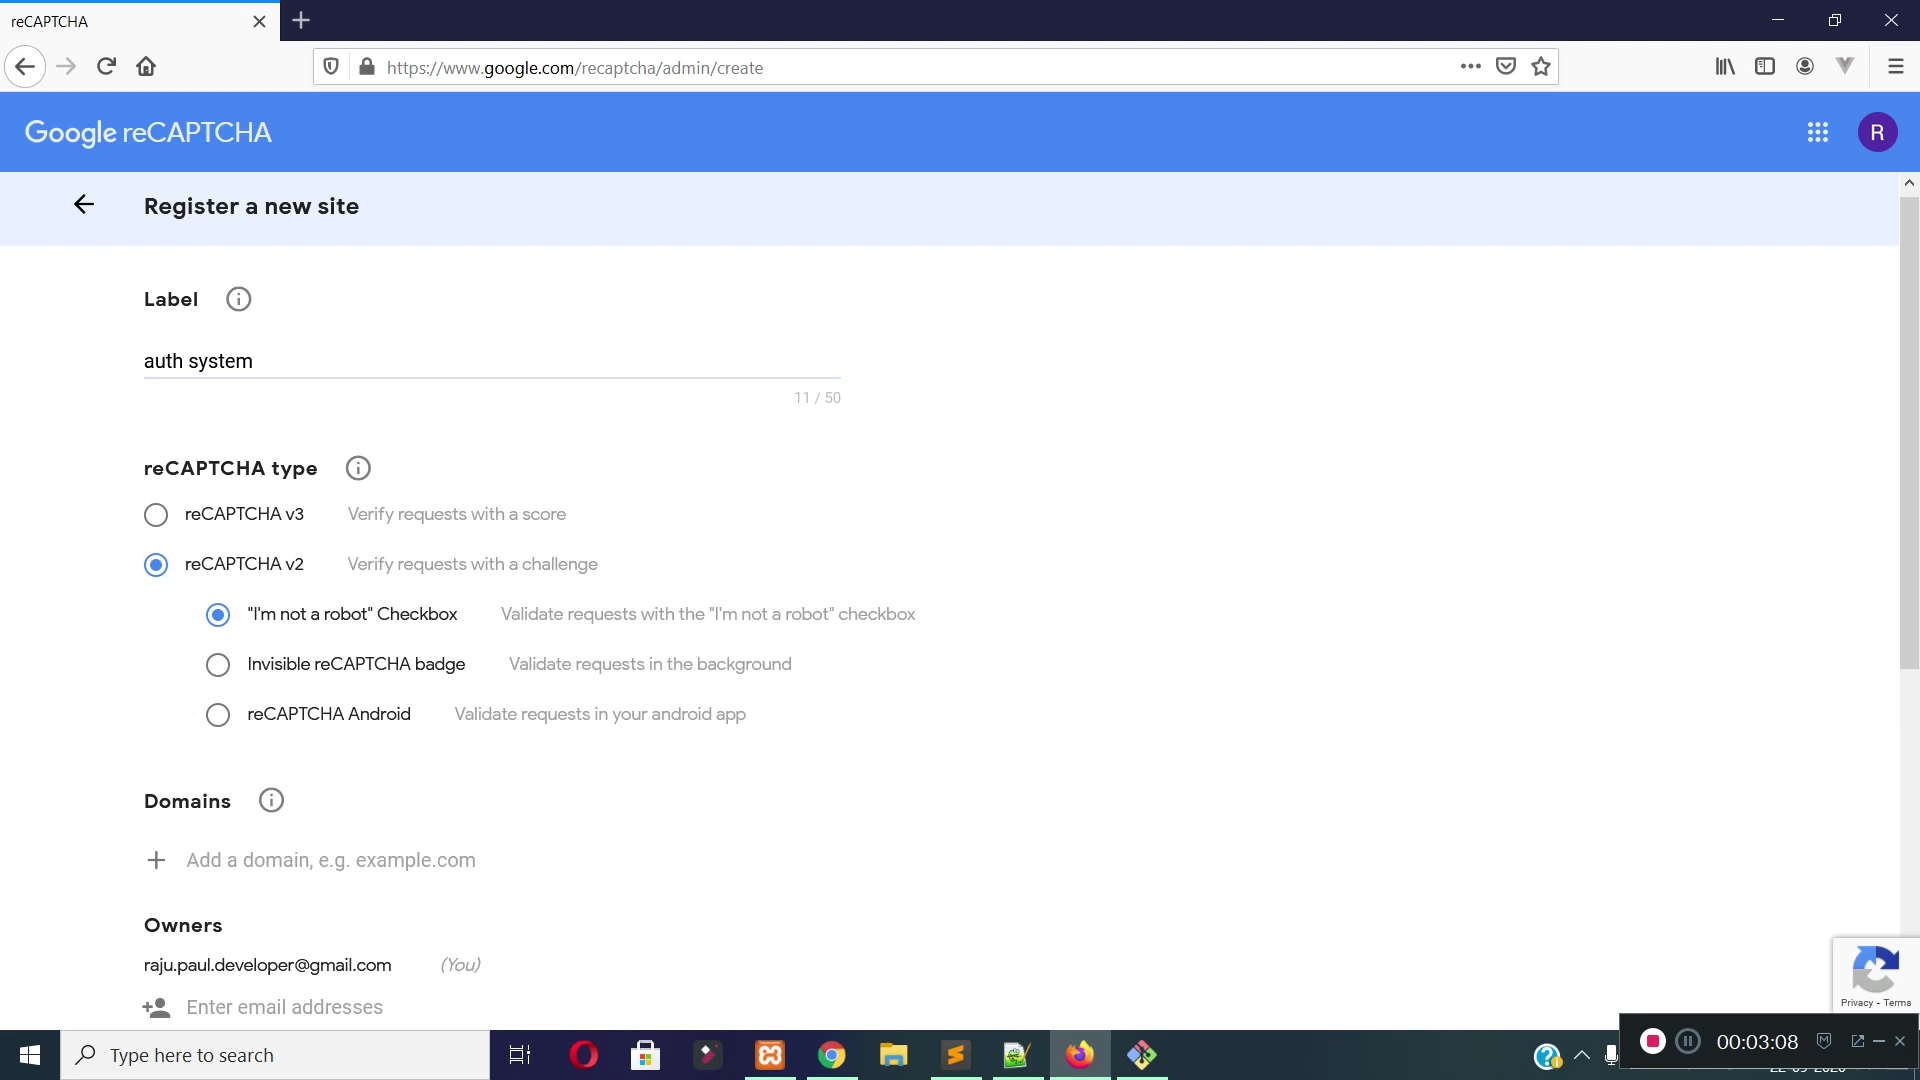 reCAPTCHA
https://www.google.com/recaptcha/admin/create
Google reCAPTCHA
R
Register a new site
Label
auth system
11 / 50
reCAPTCHA type
reCAPTCHA v3 Verify requests with a score
reCAPTCHA v2 Verify requests with a challenge
"I'm not a robot" Checkbox Validate requests with the "I'm not a robot" checkbox
Invisible reCAPTCHA badge Validate requests in the background
reCAPTCHA Android Validate requests in your android app
Domains
Add a domain, e.g. example.com
Owners
raju.paul.developer@gmail.com (You)
Enter email addresses
Privacy - Terms
Type here to search
00:03:08